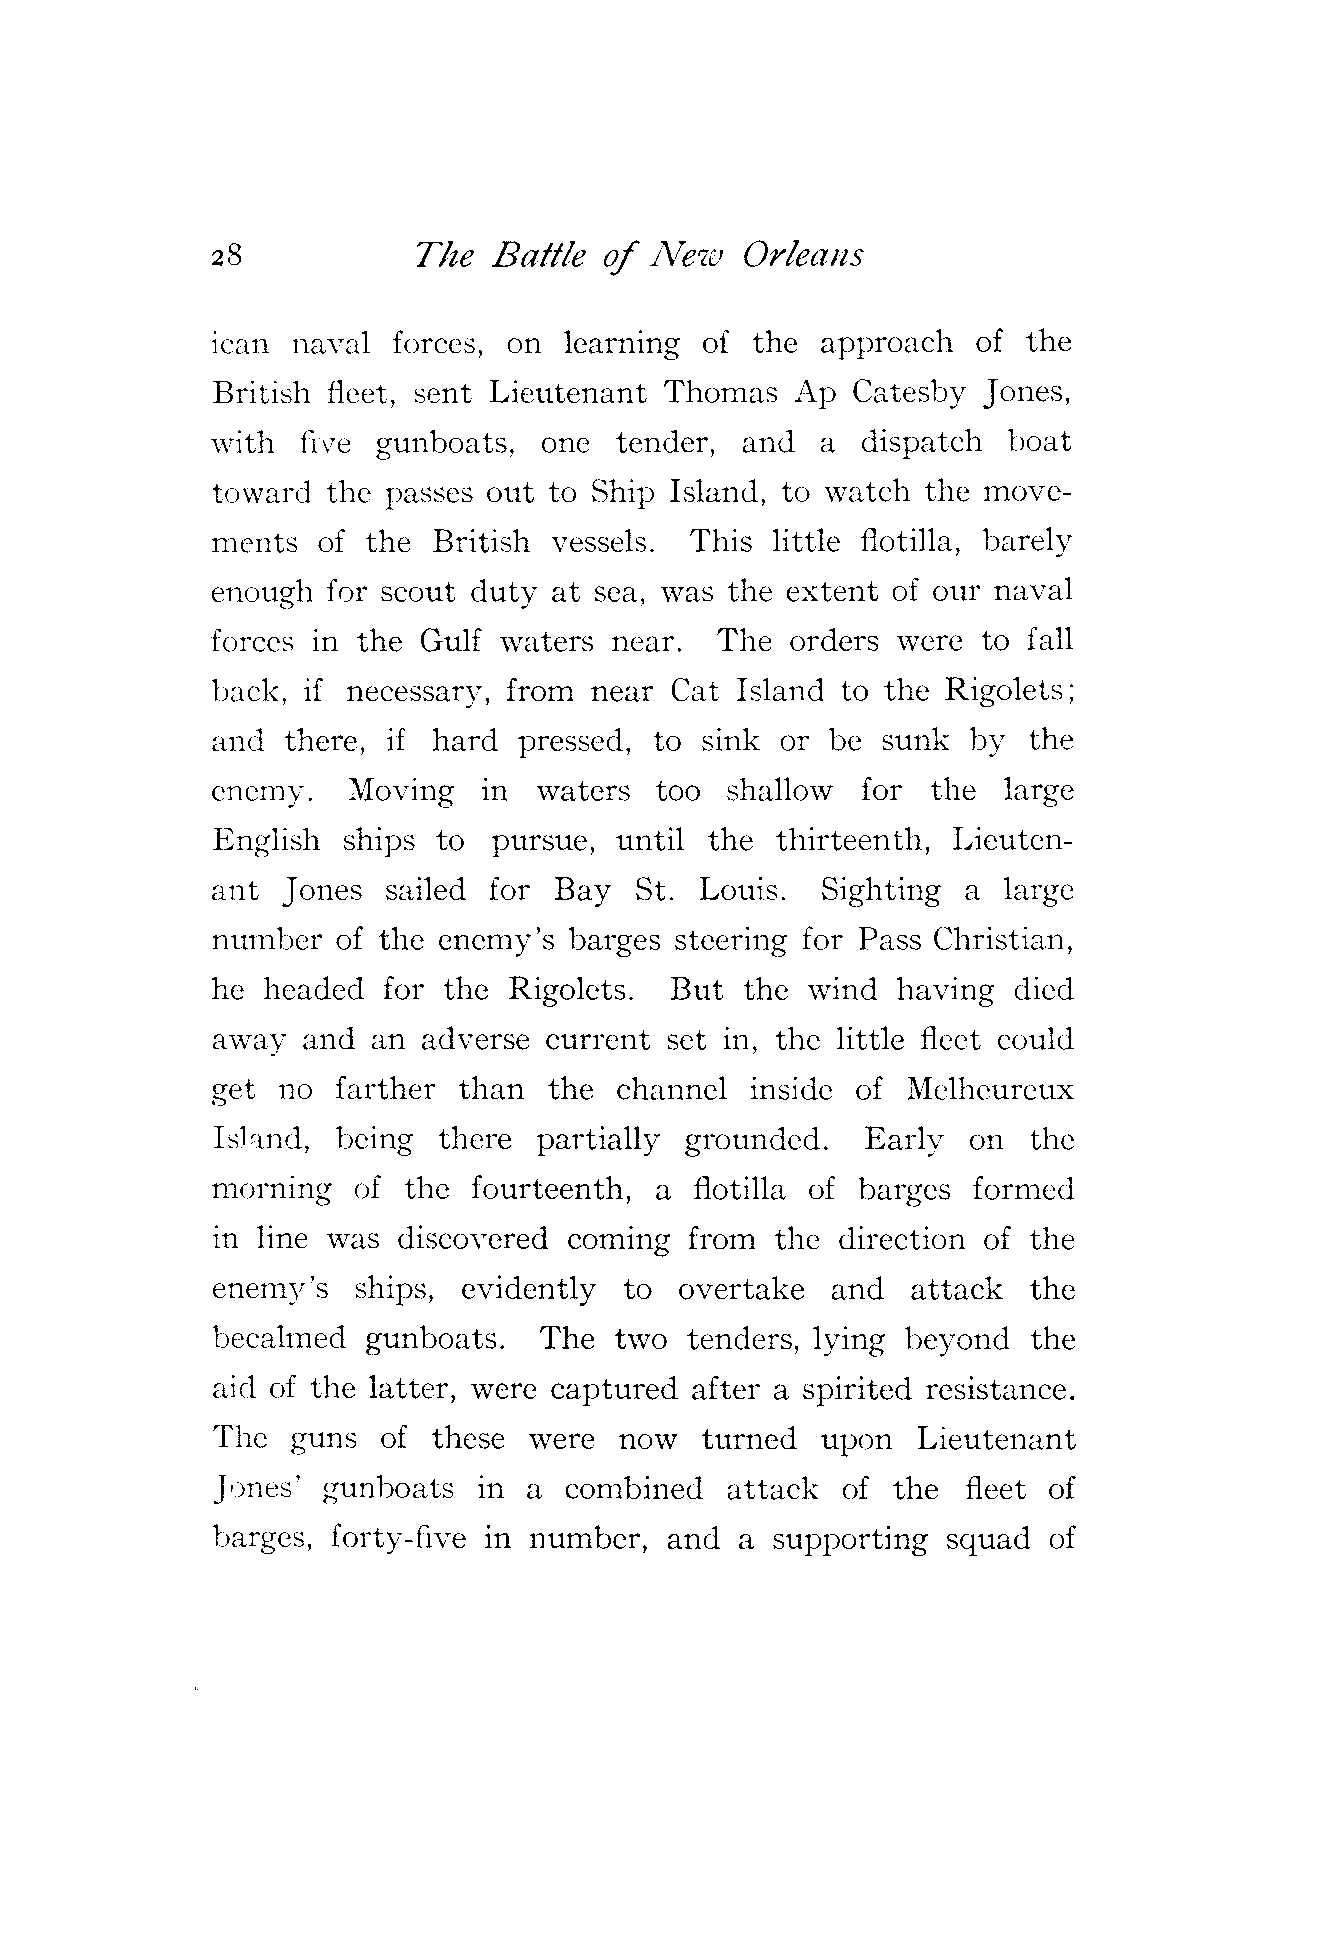 28 The Battle of New Orleans
ican naval forces, on learning of the approach of the
British fleet, sent Lieutenant Thomas Ap Catesby Jones,
with five gunboats, one tender, and a dispatch boat
toward the passes out to Ship Island, to watch the move-
ments of the British vessels. This little flotilla, barely
enough for scout duty at sea, was the extent of our naval
forces in the Gulf waters near. The orders were to fall
back, if necessary, from near Cat Island to the Rigolets;
and there, if hard pressed, to sink or be sunk by the
enemy. Moving in waters too shallow for the large
English ships to pursue, until the thirteenth, Lieuten-
ant Jones sailed for Bay St. Louis. Sighting a large
number of the enemy's barges steering for Pass Christian,
he headed for the Rigolets. But the wind having died
away and an adverse current set in, the little fleet could
get no farther than the channel inside of Melheureux
Island, being there partially grounded. Early on the
morning of the fourteenth, a flotilla of barges formed
in line was discovered coming from the direction of the
enemy's ships, evidently to overtake and attack the
becalmed gunboats. The two tenders, lying beyond the
aid of the latter, were captured after a spirited resistance.
The guns of these were now turned upon Lieutenant
Jones' gunboats in a combined attack of the fleet of
barges, forty-five in number, and a supporting squad of